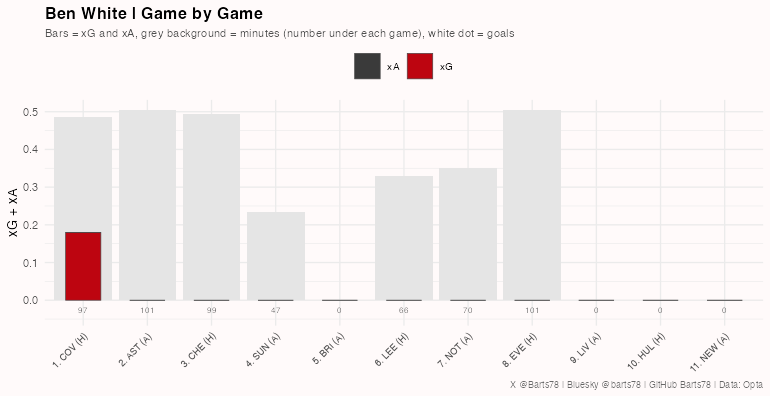 Ben White | Game by Game
Bars = xG and xA, grey background = minutes (number under each game), white dot = goals
xA xG
XG + xA
0.5
0.4
0.3
0.2
0.1
0.0
97 101 99 47 0 66 70 101 0 0 0
1. COV (H) 2. AST (A) 3. CHE (H) 4. SUN (A) 5. BRI (A) 6. LEE (H) 7. NOT (A) 8. EVE (H) 9. LIV (A) 10. HUL (H) 11. NEW (A)
X @Barts78 | Bluesky @barts78 | GitHub Barts78 | Data: Opta